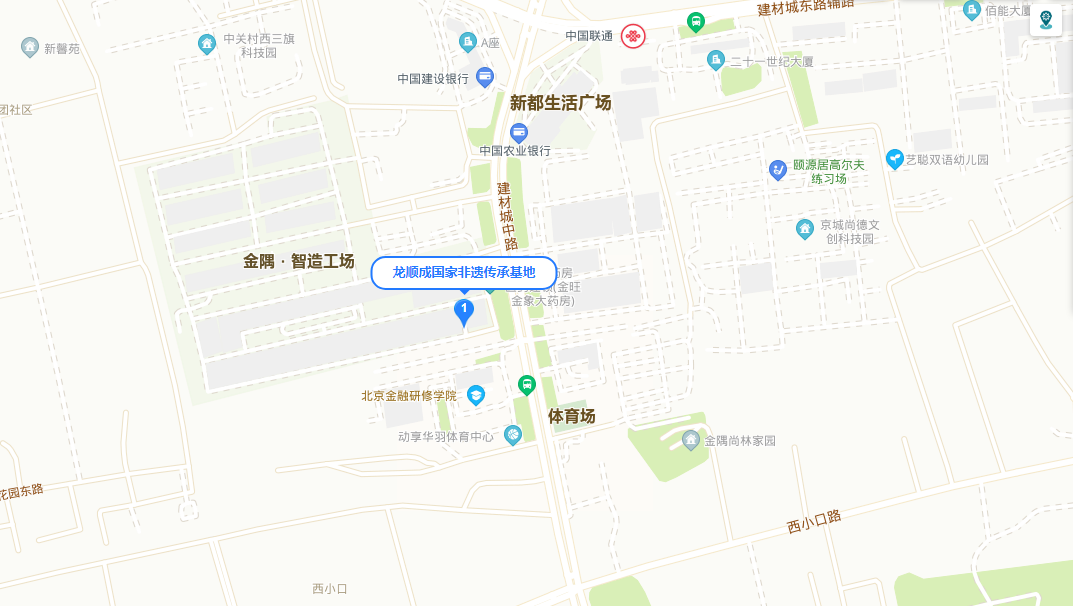 建材城东路辅路
佰能大厦
中国联通
中关村西三旗
科技园
A座
新馨苑
二十一世纪大厦
中国建设银行
新都生活广场
团社区
中国农业银行
艺聪双语幼儿园
颐源居高尔夫
练习场
建材城中路
京城尚德文
创科技园
金隅·智造工场
龙顺成国家非遗传承基地
药房
(金旺
金象大药房)
1
北京金融研修学院
体育场
动享华羽体育中心
金隅尚林家园
花园东路
西小口路
西小口